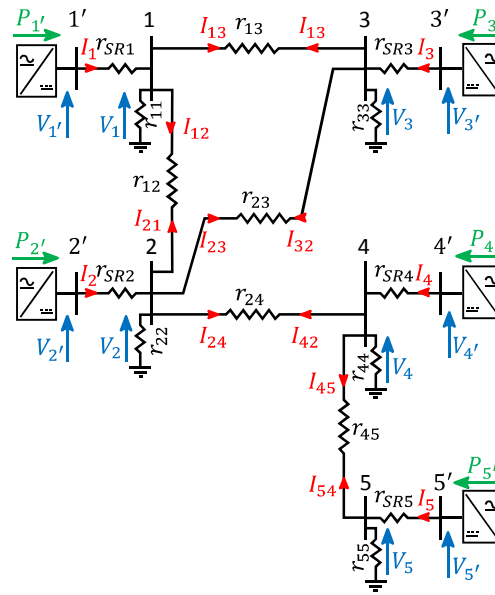 P1′ 1′ I1 rSR1 1 I13 r13 I13 3 rSR3 I3 3′ P3
V1′ V1 r11 I12 r33 V3 V3′
r12
I21 I23 r23 I32
P2′ 2′ I2 rSR2 2 4 rSR4 I4 4′ P4
V2′ V2 r22 I24 r24 I42 r44 V4 V4′
I45
r45
I54 5 rSR5 I5 5′ P5′
r55 V5 V5′